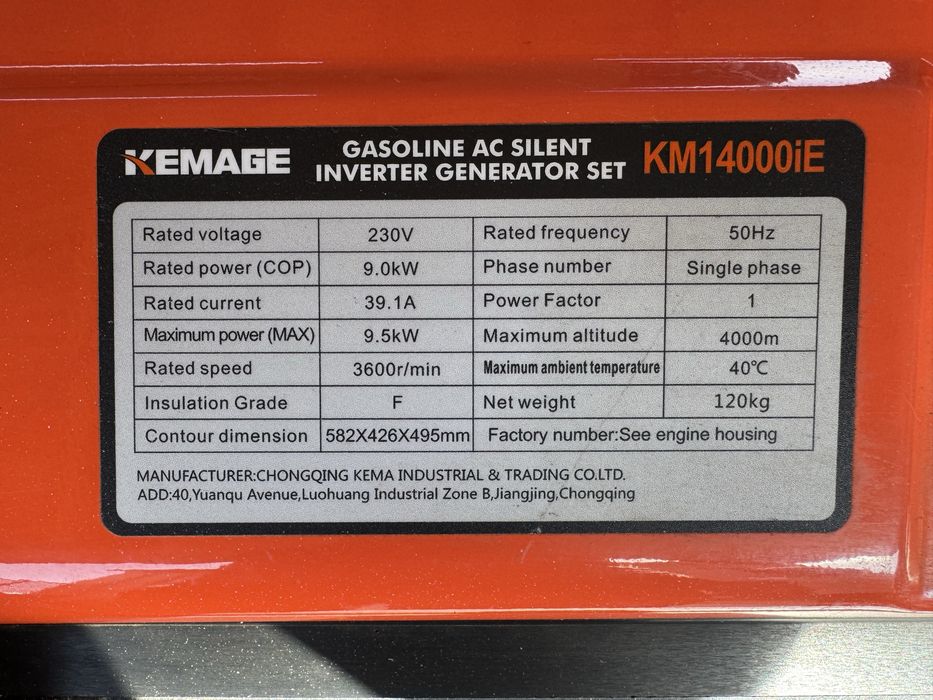 KEMAGE GASOLINE AC SILENT INVERTER GENERATOR SET KM14000iE
Rated voltage 230V Rated frequency 50Hz
Rated power (COP) 9.0kW Phase number Single phase
Rated current 39.1A Power Factor 1
Maximum power (MAX) 9.5kW Maximum altitude 4000m
Rated speed 3600r/min Maximum ambient temperature 40℃
Insulation Grade F Net weight 120kg
Contour dimension 582X426X495mm Factory number:See engine housing
MANUFACTURER:CHONGQING KEMA INDUSTRIAL & TRADING CO.LTD.
ADD:40,Yuanqu Avenue,Luohuang Industrial Zone B,Jiangjing,Chongqing